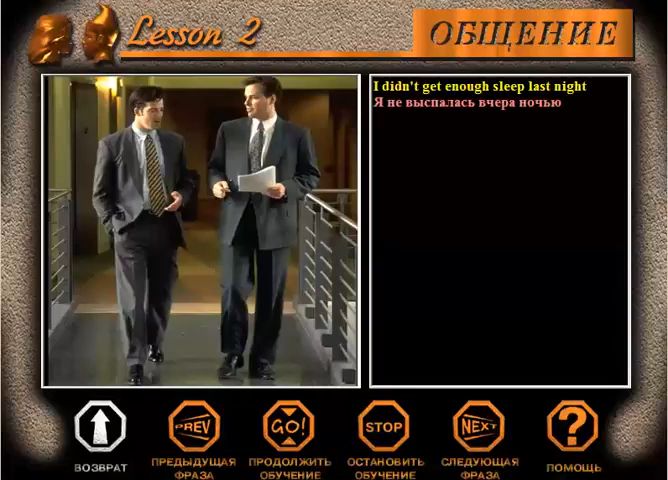 Lesson 2
ОБЩЕНИЕ
I didn't get enough sleep last night
Я не выспалась вчера ночью
PREV
GO!
STOP
NEXT
?
ВОЗВРАТ
ПРЕДЫДУЩАЯ ФРАЗА
ПРОДОЛЖИТЬ ОБУЧЕНИЕ
ОСТАНОВИТЬ ОБУЧЕНИЕ
СЛЕДУЮЩАЯ ФРАЗА
ПОМОЩЬ